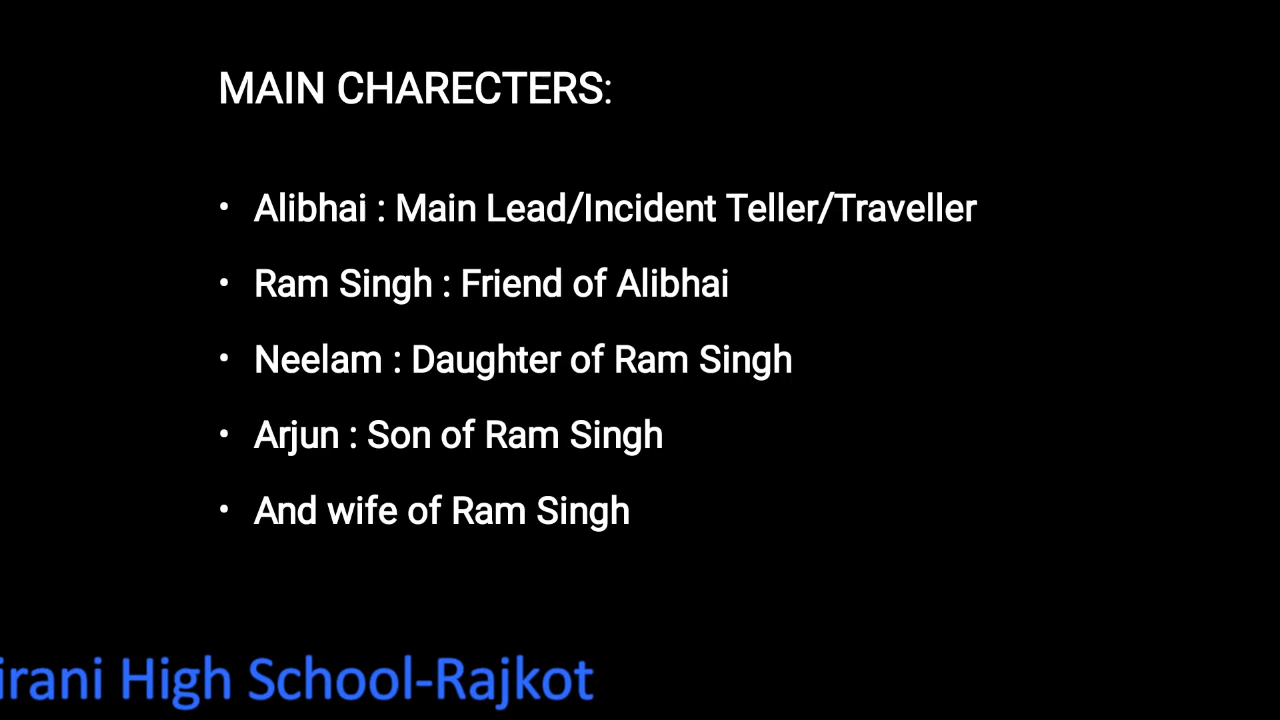 MAIN CHARECTERS:
• Alibhai : Main Lead/Incident Teller/Traveller
• Ram Singh : Friend of Alibhai
• Neelam : Daughter of Ram Singh
• Arjun : Son of Ram Singh
• And wife of Ram Singh
irani High School-Rajkot